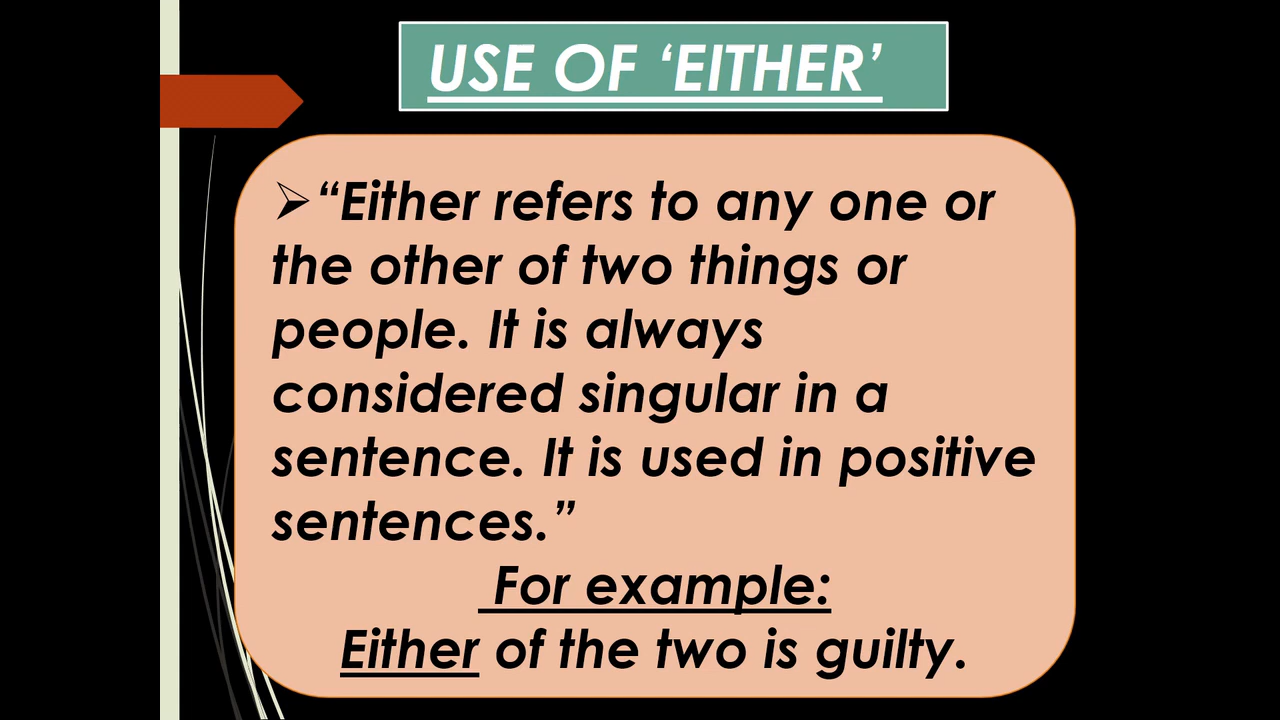 USE OF ‘EITHER’
➢“Either refers to any one or
the other of two things or
people. It is always
considered singular in a
sentence. It is used in positive
sentences.”
For example:
Either of the two is guilty.